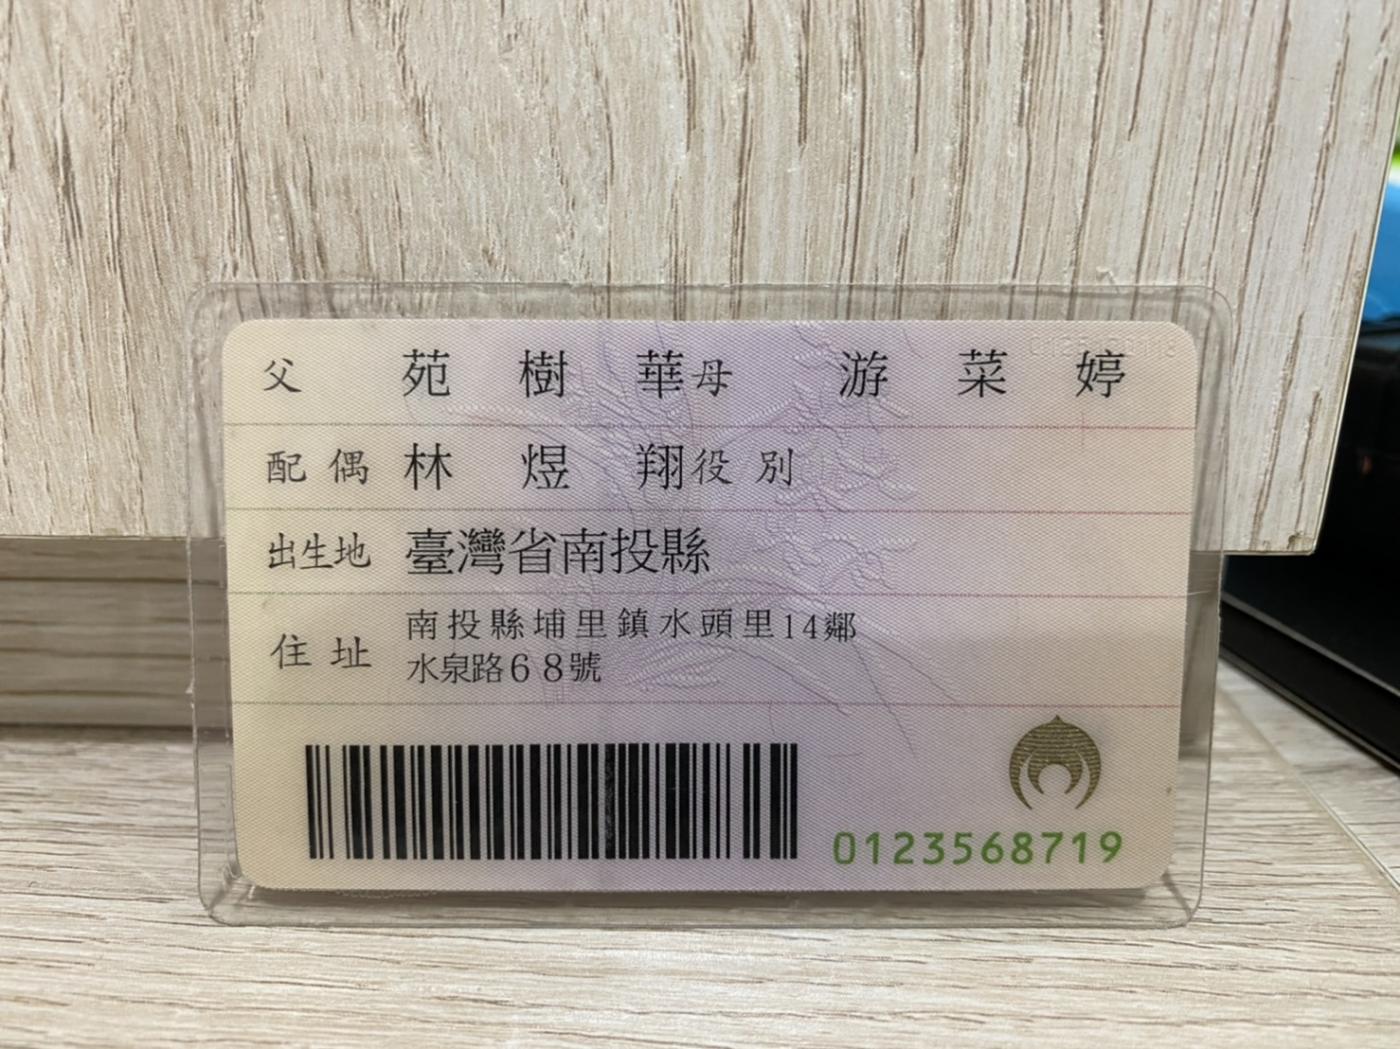 父 苑樹華 母 游菜婷
配偶 林煜翔 役別
出生地 臺灣省南投縣
住址 南投縣埔里鎮水頭里14鄰
水泉路68號
0123568719